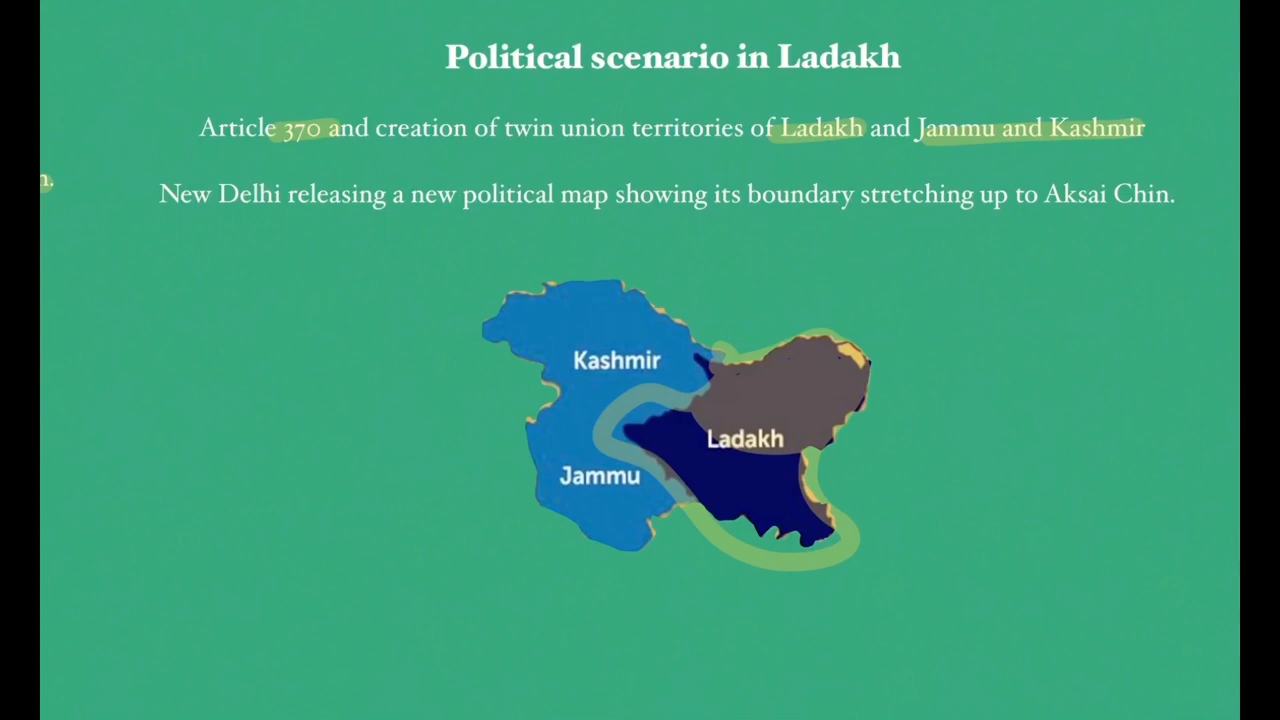 Political scenario in Ladakh
Article 370 and creation of twin union territories of Ladakh and Jammu and Kashmir
n.
New Delhi releasing a new political map showing its boundary stretching up to Aksai Chin.
Kashmir
Ladakh
Jammu